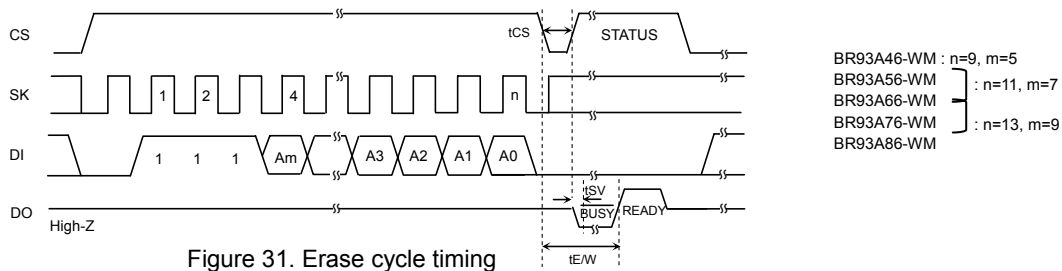 CS
tCS
STATUS
SK
1 2 4 n
DI
1 1 1 Am A3 A2 A1 A0
tSV
DO
BUSY READY
High-Z
tE/W
Figure 31. Erase cycle timing
BR93A46-WM : n=9, m=5
BR93A56-WM
: n=11, m=7
BR93A66-WM
BR93A76-WM
: n=13, m=9
BR93A86-WM